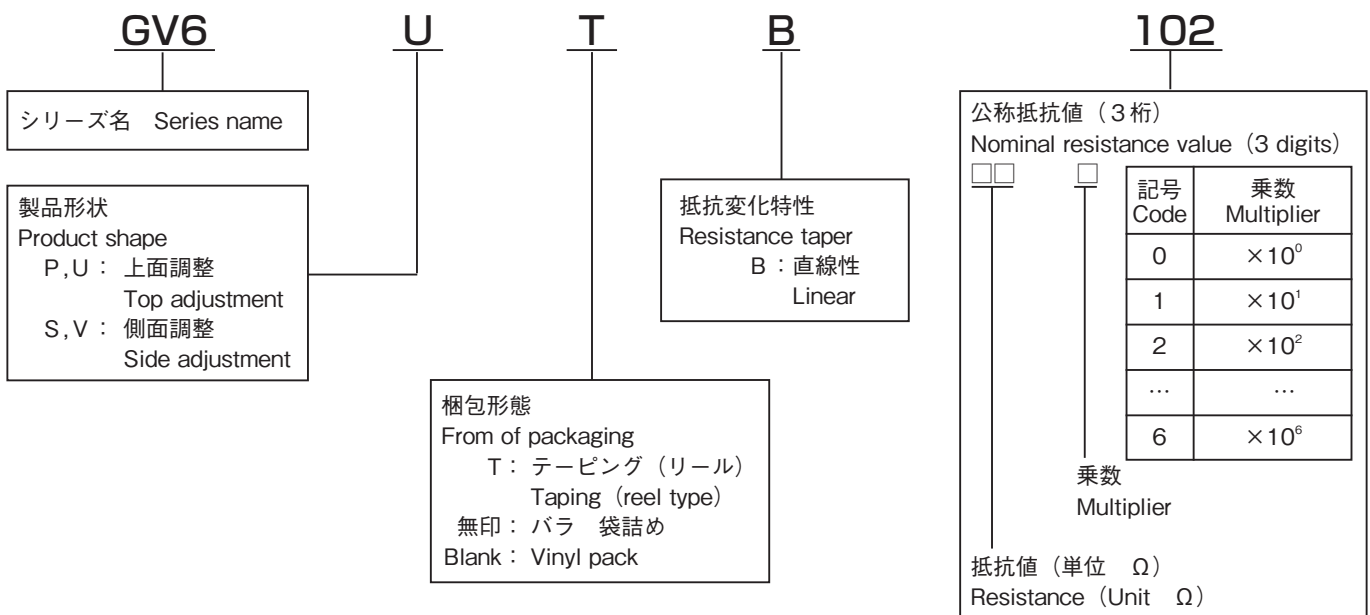 GV6 U T B 102
シリーズ名 Series name
製品形状
Product shape
P,U： 上面調整
Top adjustment
S,V： 側面調整
Side adjustment
梱包形態
From of packaging
T： テーピング（リール）
Taping（reel type）
無印： バラ 袋詰め
Blank： Vinyl pack
抵抗変化特性
Resistance taper
B：直線性
Linear
公称抵抗値（3桁）
Nominal resistance value（3 digits）
□□ □
記号 乗数
Code Multiplier
0 ×10⁰
1 ×10¹
2 ×10²
… …
6 ×10⁶
乗数
Multiplier
抵抗値（単位 Ω）
Resistance（Unit Ω）